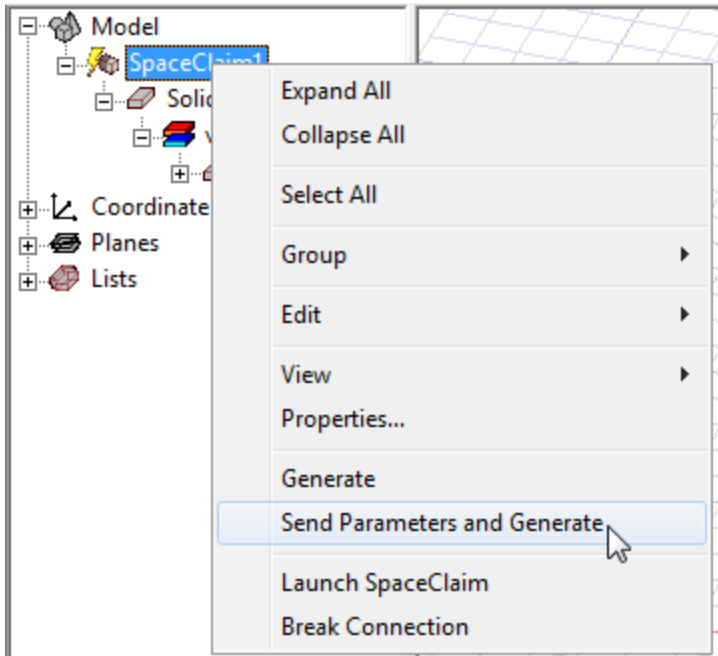 Model
SpaceClaim1
Solid
Coordinate
Planes
Lists
Expand All
Collapse All
Select All
Group
Edit
View
Properties...
Generate
Send Parameters and Generate
Launch SpaceClaim
Break Connection